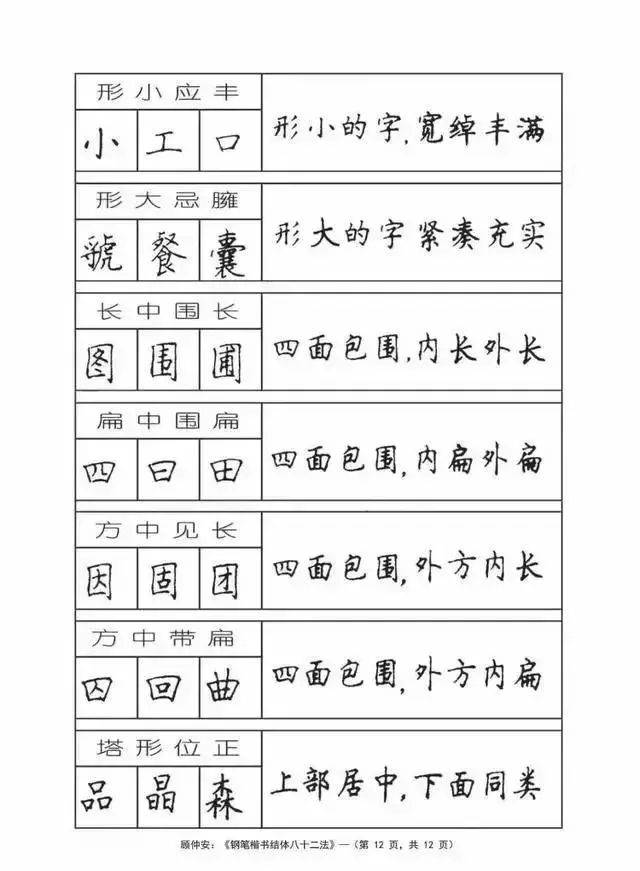 形小应丰
小 工 口
形小的字,宽绰丰满
形大忌臃
虢 餐 囊
形大的字紧凑充实
长中围长
图 围 圃
四面包围,内长外长
扁中围扁
四 曰 田
四面包围,内扁外扁
方中见长
因 固 团
四面包围,外方内长
方中带扁
囚 回 曲
四面包围,外方内扁
塔形位正
品 晶 森
上部居中,下面同类
顾仲安:《钢笔楷书结体八十二法》—(第 12 页,共 12 页)